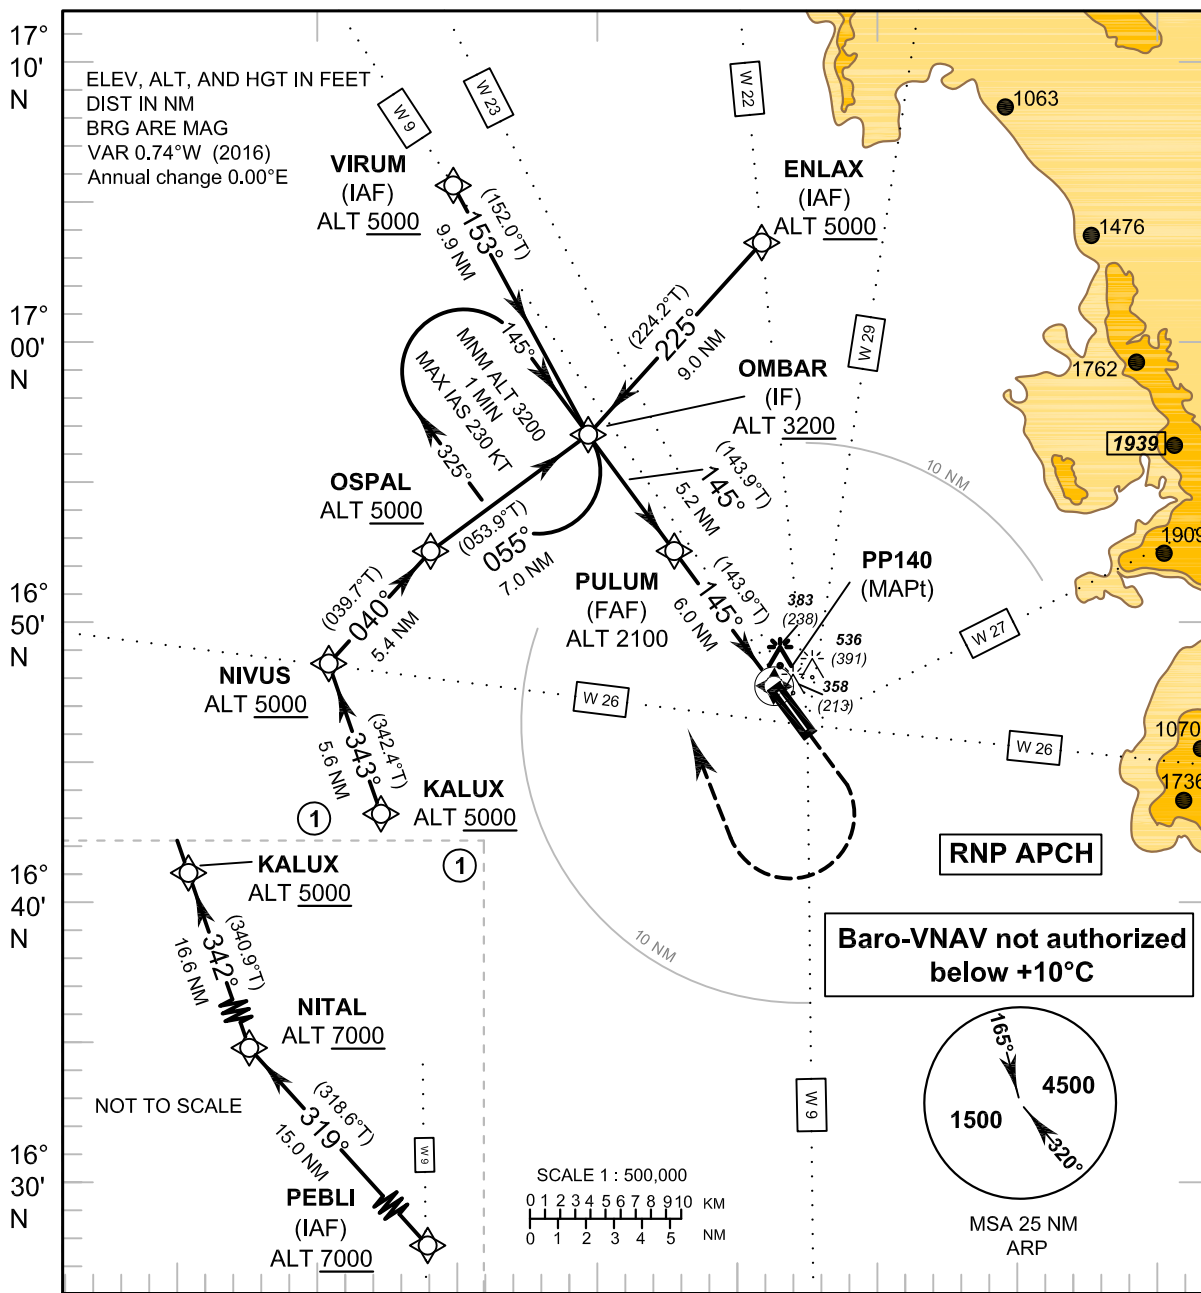 17°
10'
N
ELEV, ALT, AND HGT IN FEET
DIST IN NM
BRG ARE MAG
VAR 0.74°W (2016)
Annual change 0.00°E
W 9
W 23
W 22
1063
VIRUM
(IAF)
ALT 5000
(152.0°T)
153°
9.9 NM
ENLAX
(IAF)
ALT 5000
1476
17°
00'
N
(224.2°T)
225°
9.0 NM
W 29
145°
MNM ALT 3200
1 MIN
MAX IAS 230 KT
325°
1762
OMBAR
(IF)
ALT 3200
1939
10 NM
OSPAL
ALT 5000
(053.9°T)
055°
7.0 NM
(143.9°T)
145°
5.2 NM
1909
PP140
(MAPt)
16°
50'
N
(039.7°T)
040°
5.4 NM
PULUM
(FAF)
ALT 2100
(143.9°T)
145°
6.0 NM
383
(238)
536
(391)
358
(213)
W 27
NIVUS
ALT 5000
W 26
W 26
1070
1736
(342.4°T)
343°
5.6 NM
KALUX
ALT 5000
1
1
RNP APCH
16°
40'
N
KALUX
ALT 5000
(340.9°T)
342°
16.6 NM
10 NM
Baro-VNAV not authorized
below +10°C
NITAL
ALT 7000
NOT TO SCALE
(318.6°T)
319°
15.0 NM
W 9
W 9
165°
4500
1500
320°
16°
30'
N
PEBLI
(IAF)
ALT 7000
SCALE 1 : 500,000
0 1 2 3 4 5 6 7 8 9 10 KM
0 1 2 3 4 5 NM
MSA 25 NM
ARP